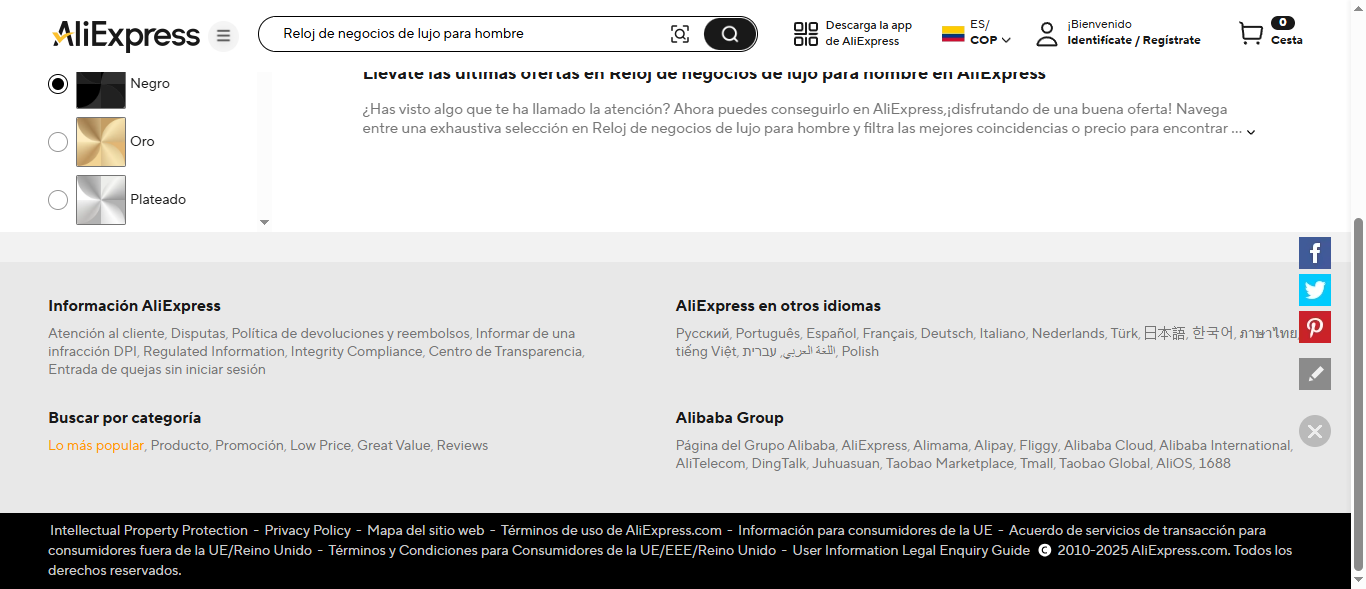 AliExpress
Reloj de negocios de lujo para hombre
Descarga la app
de AliExpress
ES/
COP
¡Bienvenido
Identifícate / Regístrate
0
Cesta
Negro
Oro
Plateado
Llévate las últimas ofertas en Reloj de negocios de lujo para hombre en AliExpress
¿Has visto algo que te ha llamado la atención? Ahora puedes conseguirlo en AliExpress,¡disfrutando de una buena oferta! Navega
entre una exhaustiva selección en Reloj de negocios de lujo para hombre y filtra las mejores coincidencias o precio para encontrar ...
Información AliExpress
Atención al cliente, Disputas, Política de devoluciones y reembolsos, Informar de una
infracción DPI, Regulated Information, Integrity Compliance, Centro de Transparencia,
Entrada de quejas sin iniciar sesión
AliExpress en otros idiomas
Русский, Português, Español, Français, Deutsch, Italiano, Nederlands, Türk, 日本語, 한국어, ภาษาไทย,
tiếng Việt, اللغة العربي, עברית, Polish
Buscar por categoría
Lo más popular, Producto, Promoción, Low Price, Great Value, Reviews
Alibaba Group
Página del Grupo Alibaba, AliExpress, Alimama, Alipay, Fliggy, Alibaba Cloud, Alibaba International,
AliTelecom, DingTalk, Juhuasuan, Taobao Marketplace, Tmall, Taobao Global, AliOS, 1688
Intellectual Property Protection - Privacy Policy - Mapa del sitio web - Términos de uso de AliExpress.com - Información para consumidores de la UE - Acuerdo de servicios de transacción para
consumidores fuera de la UE/Reino Unido - Términos y Condiciones para Consumidores de la UE/EEE/Reino Unido - User Information Legal Enquiry Guide © 2010-2025 AliExpress.com. Todos los
derechos reservados.